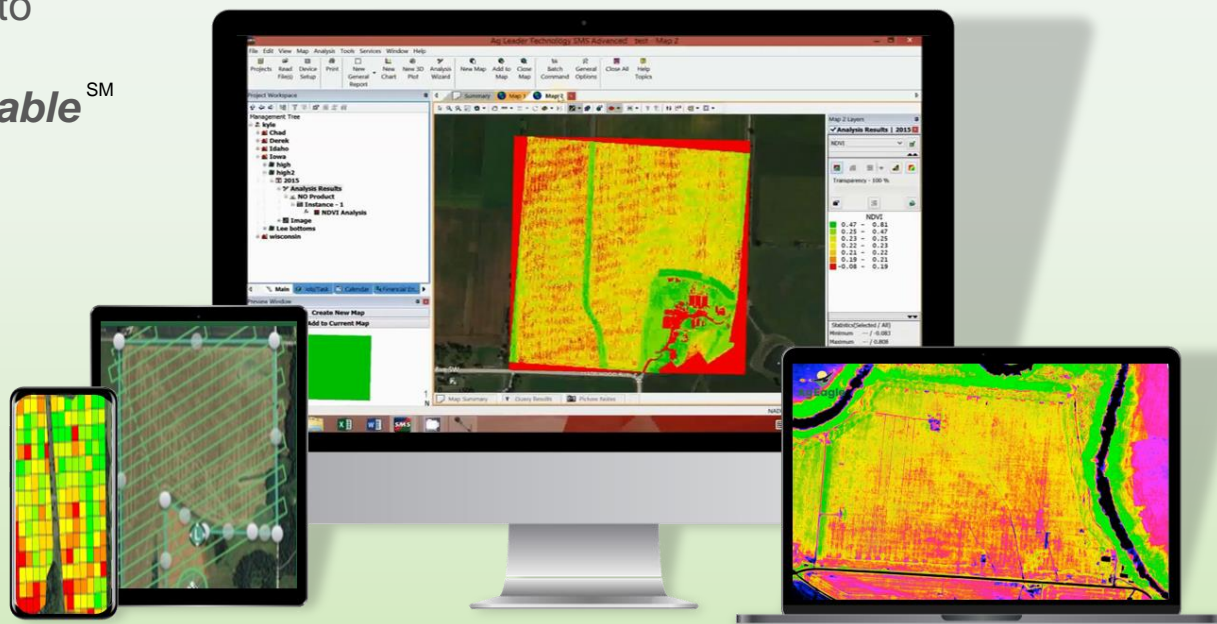 to
able℠
Ag Leader Technology SMS Advanced test - Map 2
File Edit View Map Analysis Tools Services Window Help
Projects Read File(s) Device Setup Print New General Report New Chart New 3D Plot Analysis Wizard New Map Add to Map Close Map Batch Command General Options Close All Help Topics
Project Workspace
Summary Map 1 Map 2
Management Tree
kyle
Chad
Derek
Idaho
Iowa
high
high2
2015
Analysis Results
NO Product
Instance - 1
NDVI Analysis
Image
Lee bottoms
wisconsin
Main Calendar
Preview Window
Create New Map
Add to Current Map
N
Map 2 Layers
Analysis Results | 2015
NDVI
Transparency - 100 %
NDVI
0.47 - 0.81
0.25 - 0.47
0.23 - 0.25
0.22 - 0.23
0.21 - 0.22
0.19 - 0.21
-0.08 - 0.19
Statistics(Selected / All)
Minimum --- / -0.083
Maximum --- / 0.808
Map Summary Query Results Picture Notes
SMS
L